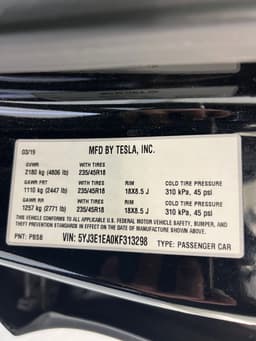 03/19 MFD BY TESLA, INC.
GVWR WITH TIRES
2180 kg (4806 lb) 235/45R18
GAWR FRT WITH TIRES RIM COLD TIRE PRESSURE
1110 kg (2447 lb) 235/45R18 18X8.5 J 310 kPa, 45 psi
GAWR RR WITH TIRES RIM COLD TIRE PRESSURE
1257 kg (2771 lb) 235/45R18 18X8.5 J 310 kPa, 45 psi
THIS VEHICLE CONFORMS TO ALL APPLICABLE U.S. FEDERAL MOTOR VEHICLE SAFETY, BUMPER, AND
THEFT PREVENTION STANDARDS IN EFFECT ON THE DATE OF MANUFACTURE SHOWN ABOVE.
PNT: PBSB VIN: 5YJ3E1EA0KF313298 TYPE: PASSENGER CAR